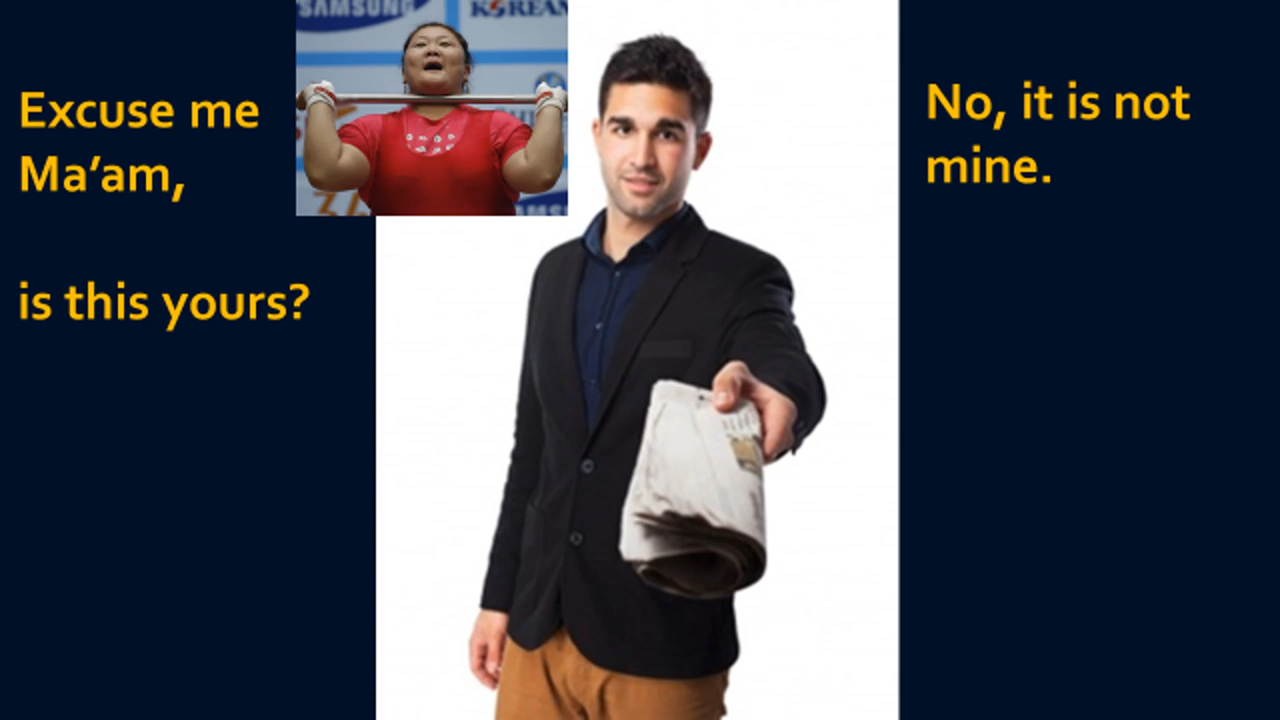 SAMSUNG
KOREAN
Excuse me
Ma’am,
is this yours?
No, it is not
mine.